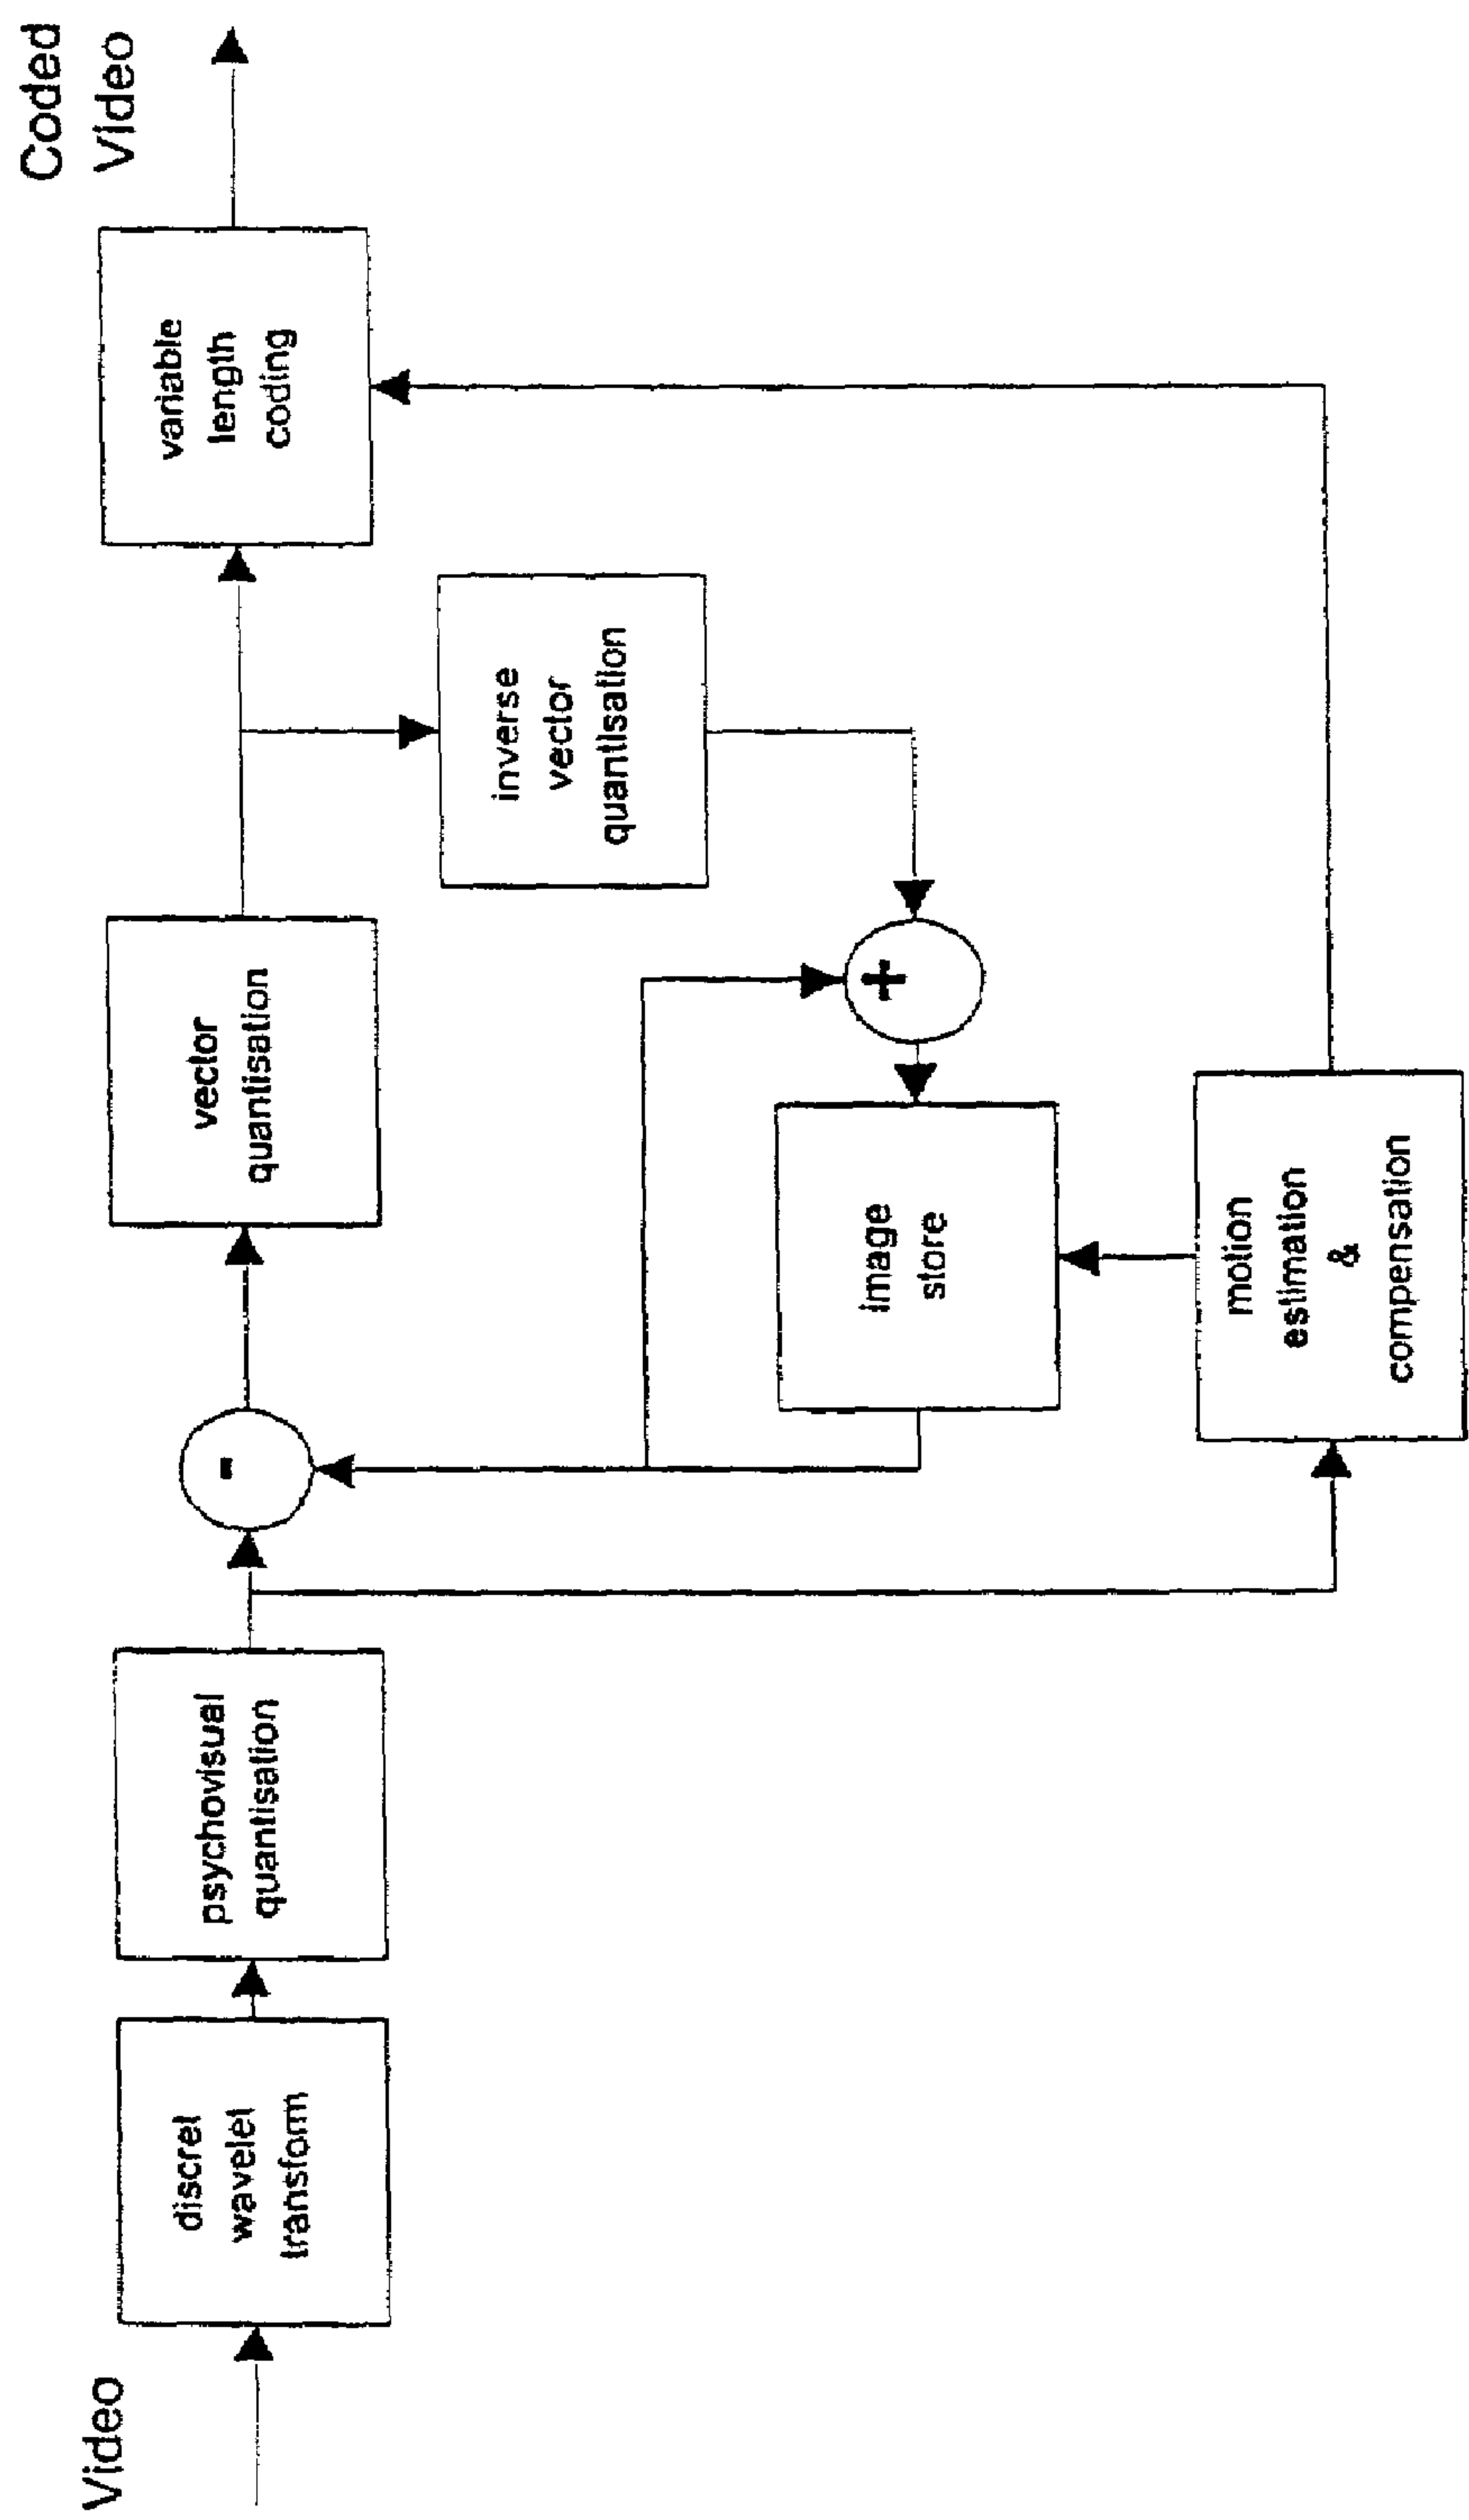 Video
discret
wavelet
transfom
psychovisual
quantisation
-
vector
quantisation
variable
length
coding
Coded
Video
inverse
vector
quantisation
+
image
store
motion
estimation
&
compensation